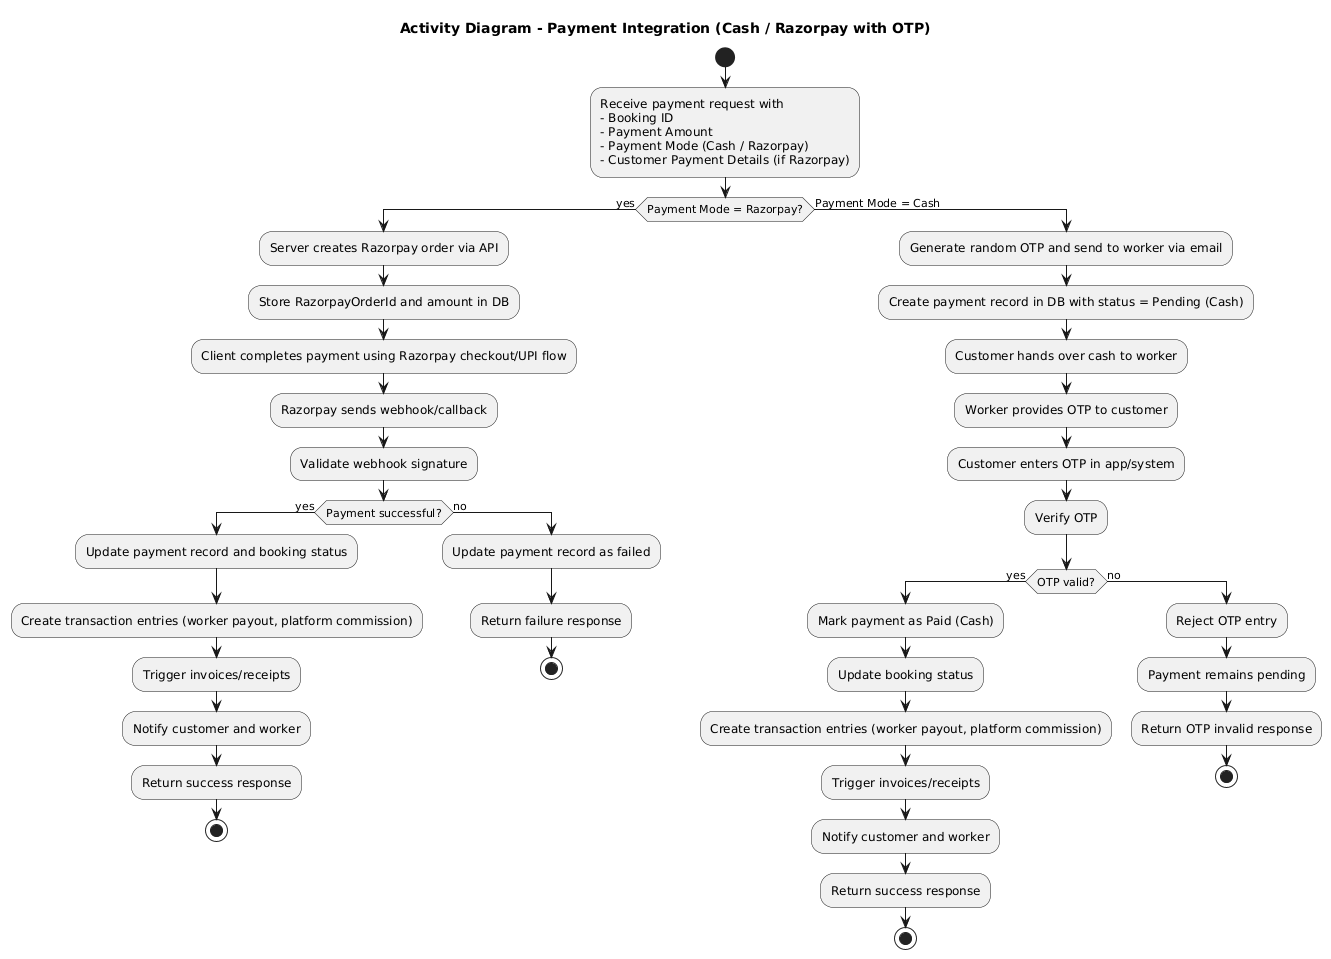 Activity Diagram - Payment Integration (Cash / Razorpay with OTP)
Receive payment request with
- Booking ID
- Payment Amount
- Payment Mode (Cash / Razorpay)
- Customer Payment Details (if Razorpay)
yes
Payment Mode = Razorpay?
Payment Mode = Cash
Server creates Razorpay order via API
Store RazorpayOrderId and amount in DB
Client completes payment using Razorpay checkout/UPI flow
Razorpay sends webhook/callback
Validate webhook signature
yes
Payment successful?
no
Update payment record and booking status
Create transaction entries (worker payout, platform commission)
Trigger invoices/receipts
Notify customer and worker
Return success response
Update payment record as failed
Return failure response
Generate random OTP and send to worker via email
Create payment record in DB with status = Pending (Cash)
Customer hands over cash to worker
Worker provides OTP to customer
Customer enters OTP in app/system
Verify OTP
yes
OTP valid?
no
Mark payment as Paid (Cash)
Update booking status
Create transaction entries (worker payout, platform commission)
Trigger invoices/receipts
Notify customer and worker
Return success response
Reject OTP entry
Payment remains pending
Return OTP invalid response